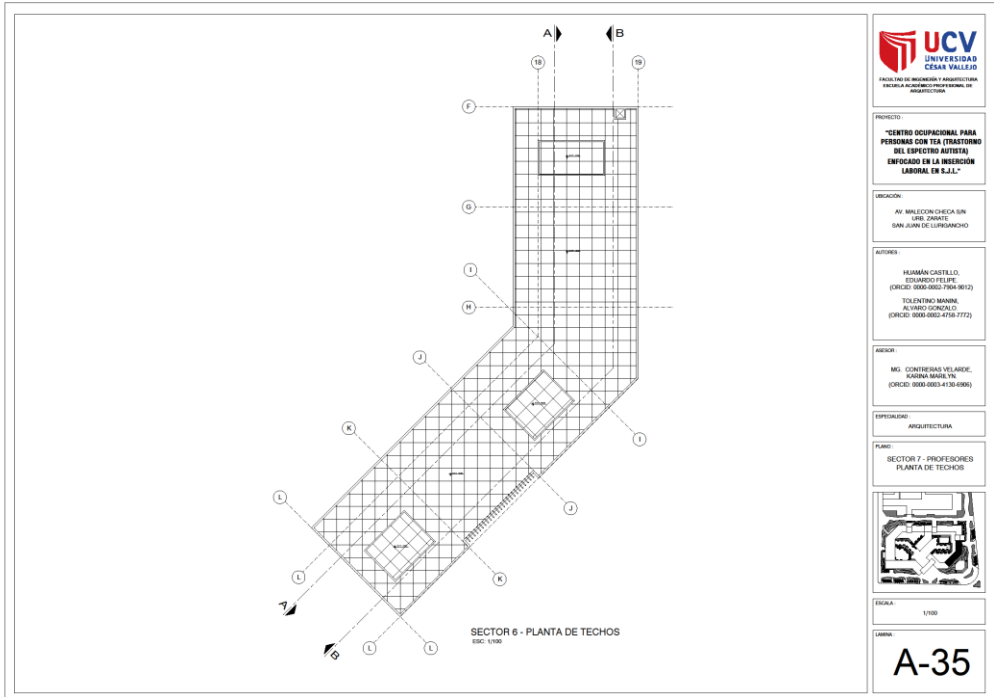 A
B
18
19
F
G
I
H
J
K
L
I
J
L
K
A
L
L
B
SECTOR 6 - PLANTA DE TECHOS
ESC: 1/100
UCV
UNIVERSIDAD
CÉSAR VALLEJO
FACULTAD DE INGENIERÍA Y ARQUITECTURA
ESCUELA ACADÉMICO PROFESIONAL DE
ARQUITECTURA
PROYECTO :
"CENTRO OCUPACIONAL PARA
PERSONAS CON TEA (TRASTORNO
DEL ESPECTRO AUTISTA)
ENFOCADO EN LA INSERCIÓN
LABORAL EN S.J.L."
UBICACIÓN :
AV. MALECON CHECA S/N
URB. ZARATE
SAN JUAN DE LURIGANCHO
AUTORES :
HUAMÁN CASTILLO,
EDUARDO FELIPE.
(ORCID: 0000-0002-7904-9012)
TOLENTINO MANINI,
ALVARO GONZALO.
(ORCID: 0000-0002-4758-7772)
ASESOR :
MG. CONTRERAS VELARDE,
KARINA MARILYN.
(ORCID: 0000-0003-4130-6906)
ESPECIALIDAD :
ARQUITECTURA
PLANO :
SECTOR 7 - PROFESORES
PLANTA DE TECHOS
ESCALA :
1/100
LAMINA :
A-35